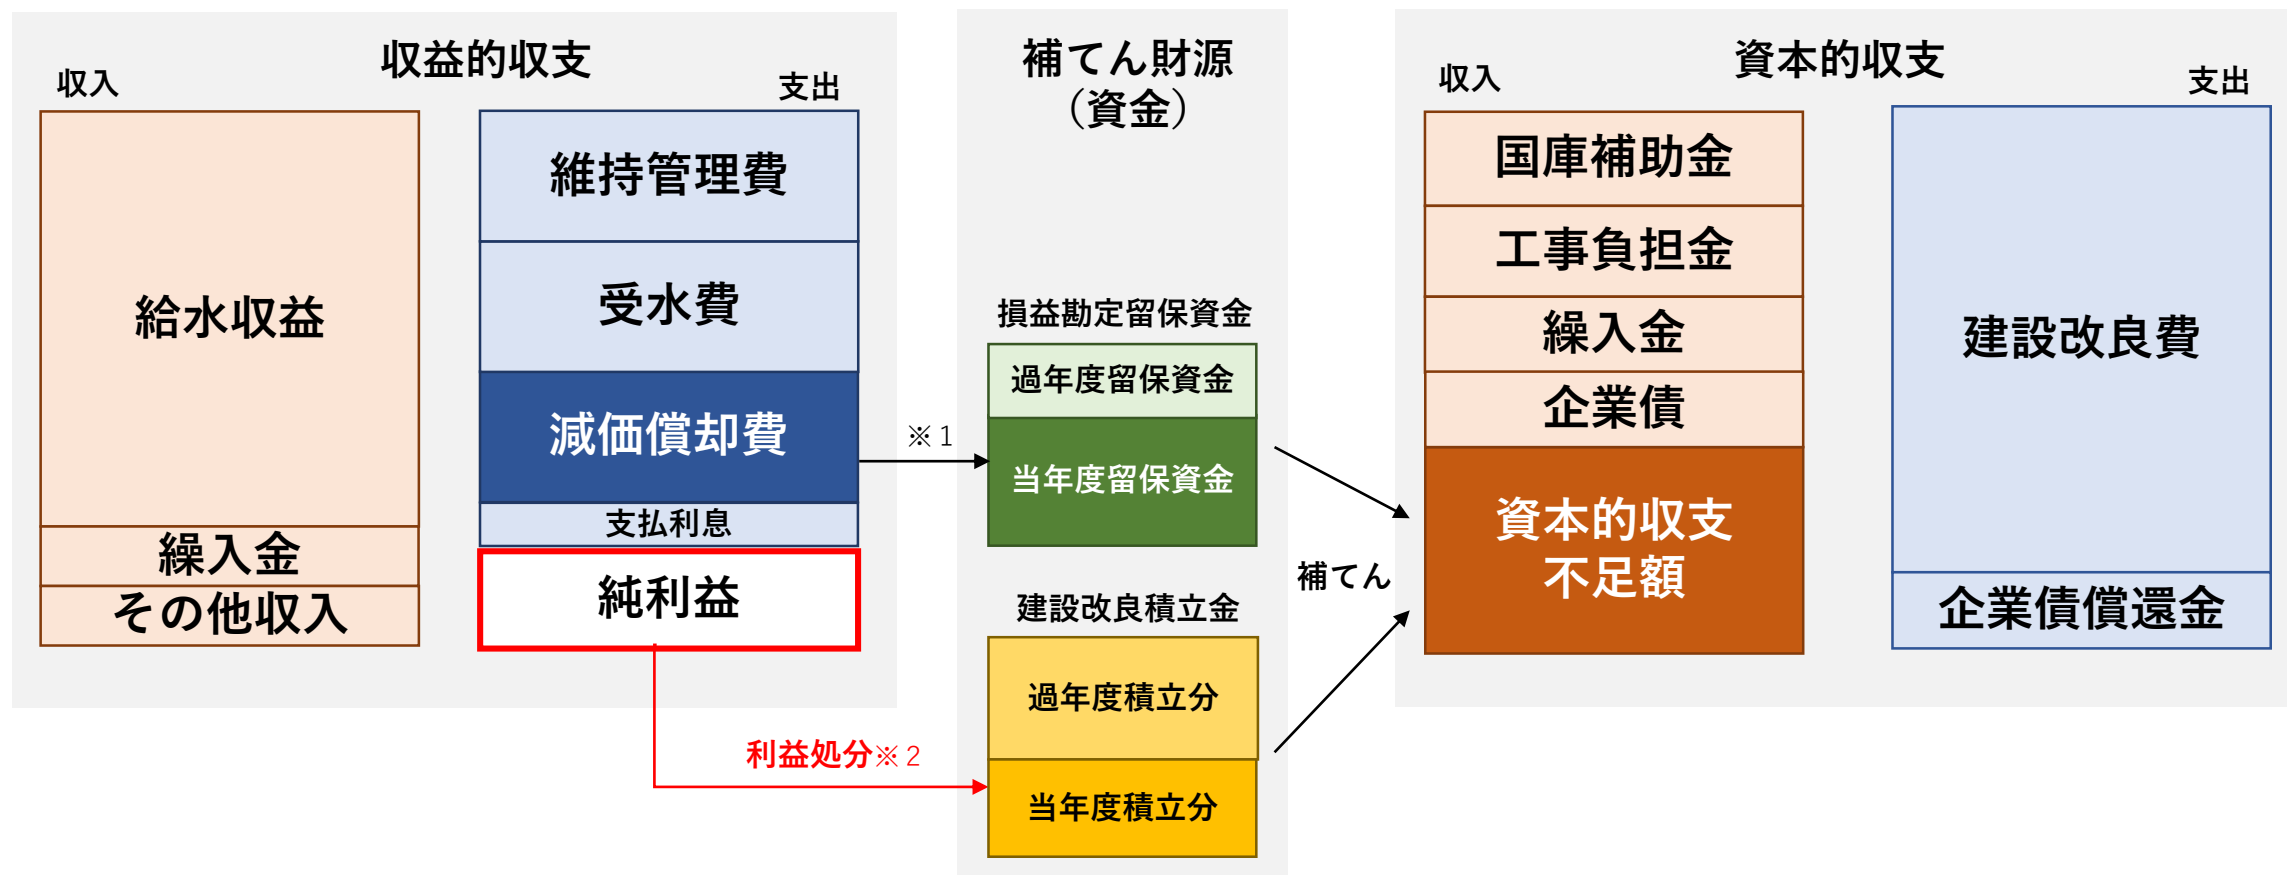 収益的収支
収入
支出
給水収益
繰入金
その他収入
維持管理費
受水費
減価償却費
支払利息
純利益
※1
利益処分※2
補てん財源
（資金）
損益勘定留保資金
過年度留保資金
当年度留保資金
建設改良積立金
過年度積立分
当年度積立分
補てん
資本的収支
収入
支出
国庫補助金
工事負担金
繰入金
企業債
資本的収支
不足額
建設改良費
企業債償還金